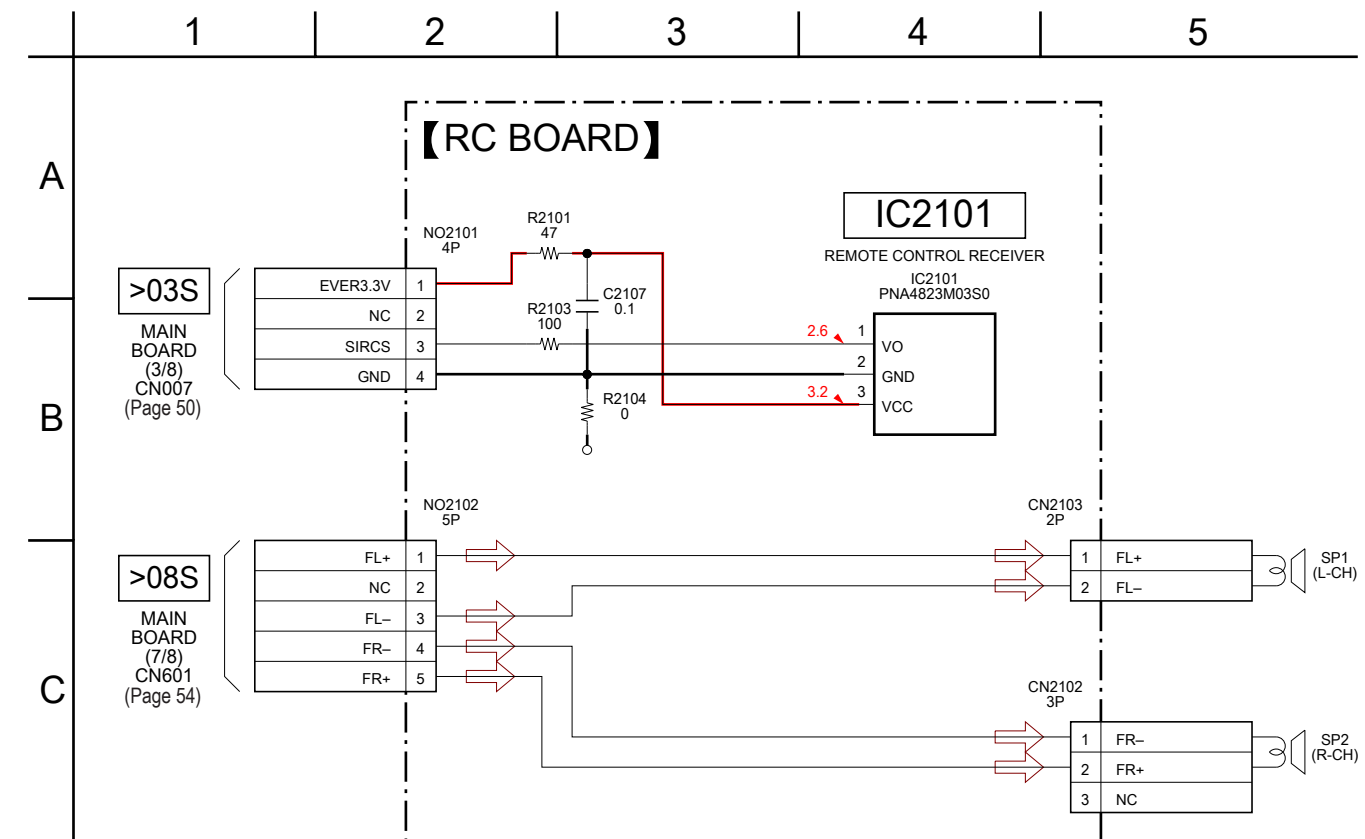 1 2 3 4 5
A
B
C
【RC BOARD】
IC2101
REMOTE CONTROL RECEIVER
IC2101
PNA4823M03S0
NO2101
4P
R2101
47
>03S
MAIN
BOARD
(3/8)
CN007
(Page 50)
EVER3.3V 1
NC 2
SIRCS 3
GND 4
C2107
0.1
R2103
100
R2104
0
2.6 1 VO
2 GND
3.2 3 VCC
NO2102
5P
>08S
MAIN
BOARD
(7/8)
CN601
(Page 54)
FL+ 1
NC 2
FL– 3
FR– 4
FR+ 5
CN2103
2P
1 FL+
2 FL–
SP1
(L-CH)
CN2102
3P
1 FR–
2 FR+
3 NC
SP2
(R-CH)